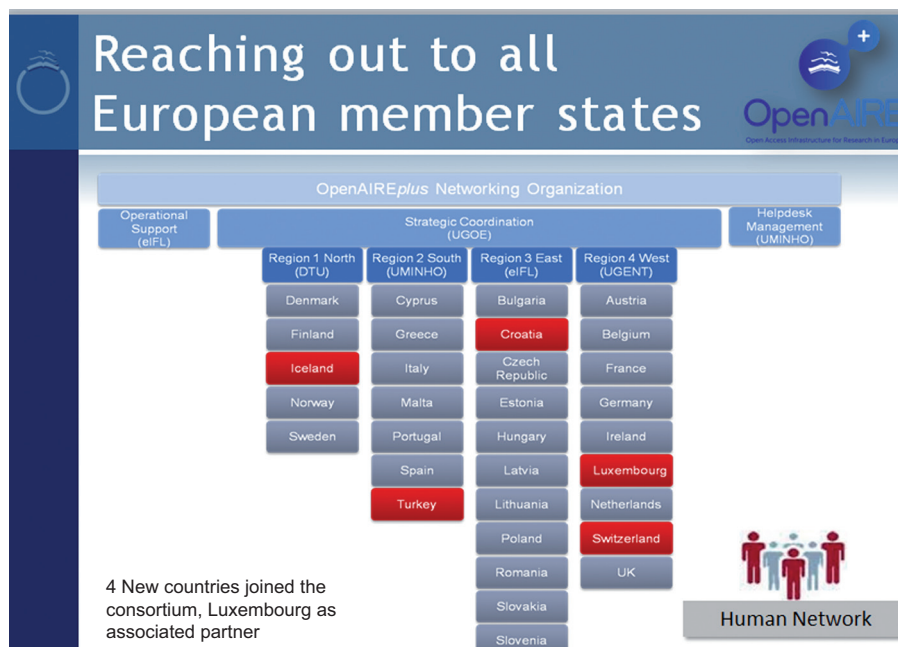 Reaching out to all
European member states
+
OpenAIRE
Open Access Infrastructure for Research in Europ
OpenAIREplus Networking Organization
Operational
Support
(eIFL)
Strategic Coordination
(UGOE)
Helpdesk
Management
(UMINHO)
Region 1 North
(DTU)
Region 2 South
(UMINHO)
Region 3 East
(eIFL)
Region 4 West
(UGENT)
Denmark
Cyprus
Bulgaria
Austria
Finland
Greece
Croatia
Belgium
Iceland
Italy
Czech
Republic
France
Norway
Malta
Estonia
Germany
Sweden
Portugal
Hungary
Ireland
Spain
Latvia
Luxembourg
Turkey
Lithuania
Netherlands
Poland
Switzerland
Romania
UK
Slovakia
Slovenia
4 New countries joined the
consortium, Luxembourg as
associated partner
Human Network